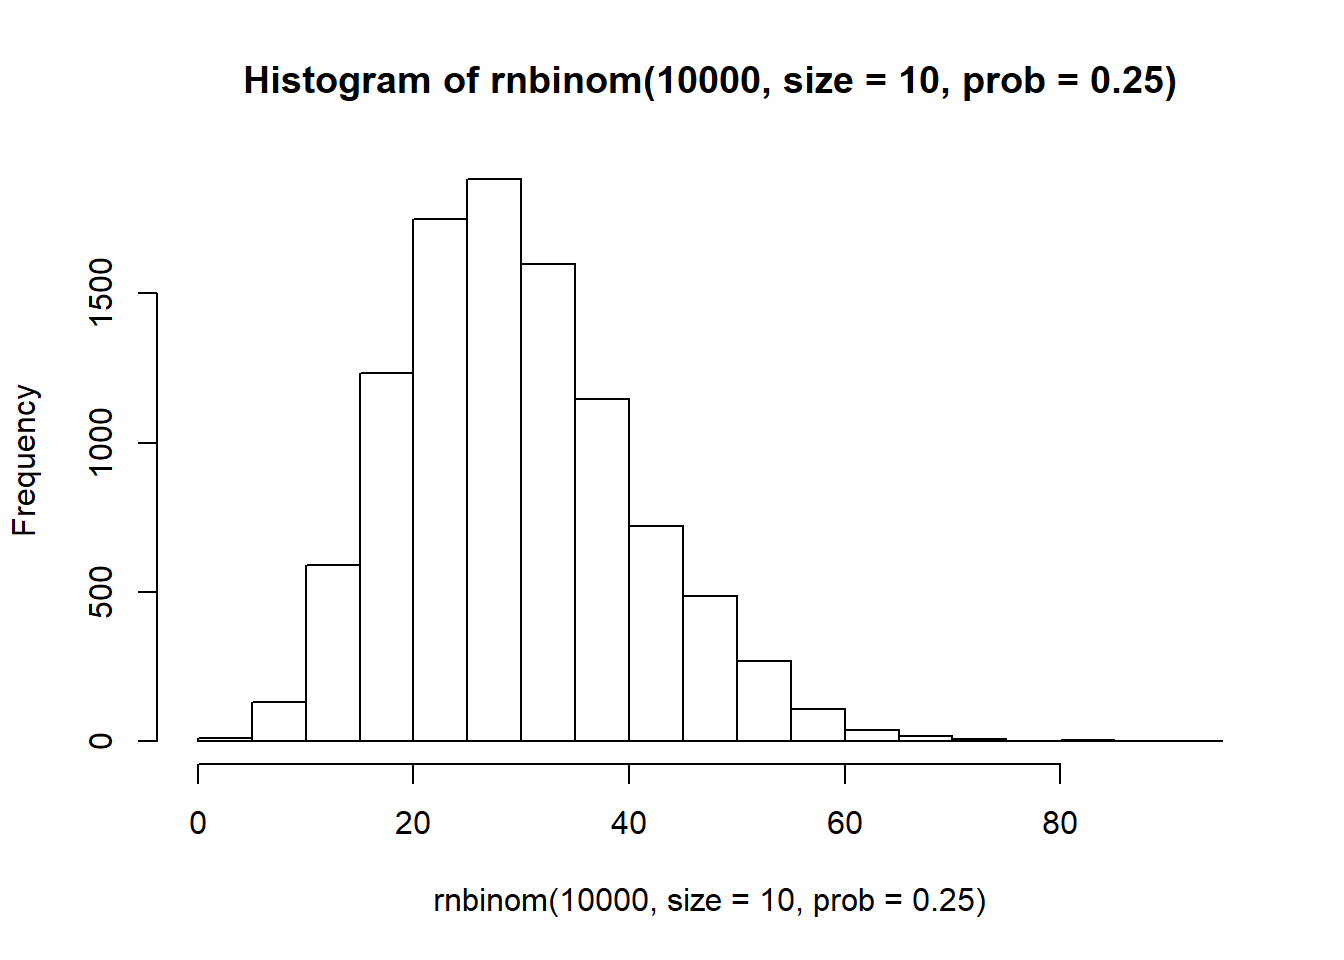 Histogram of rnbinom(10000, size = 10, prob = 0.25)
Frequency
1500
1000
500
0
0 20 40 60 80
rnbinom(10000, size = 10, prob = 0.25)